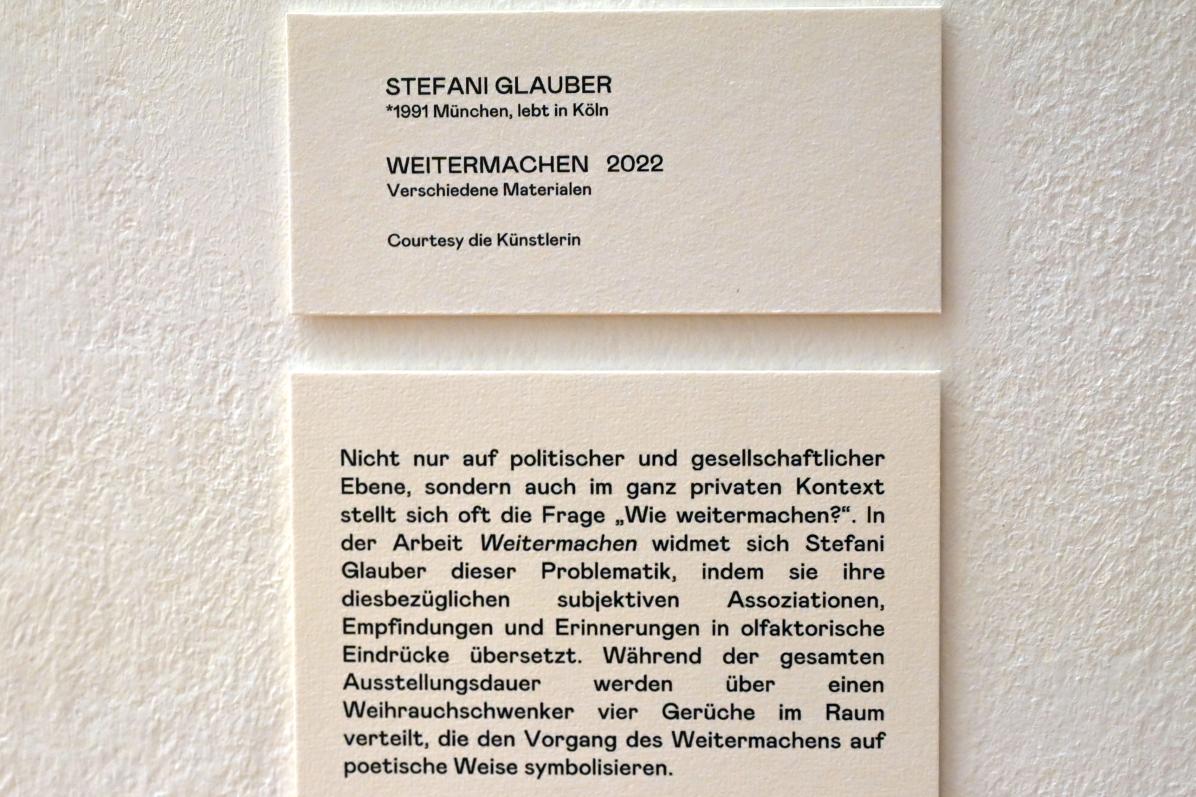 STEFANI GLAUBER
*1991 München, lebt in Köln
WEITERMACHEN 2022
Verschiedene Materialen
Courtesy die Künstlerin
Nicht nur auf politischer und gesellschaftlicher
Ebene, sondern auch im ganz privaten Kontext
stellt sich oft die Frage „Wie weitermachen?“. In
der Arbeit Weitermachen widmet sich Stefani
Glauber dieser Problematik, indem sie ihre
diesbezüglichen subjektiven Assoziationen,
Empfindungen und Erinnerungen in olfaktorische
Eindrücke übersetzt. Während der gesamten
Ausstellungsdauer werden über einen
Weihrauchschwenker vier Gerüche im Raum
verteilt, die den Vorgang des Weitermachens auf
poetische Weise symbolisieren.